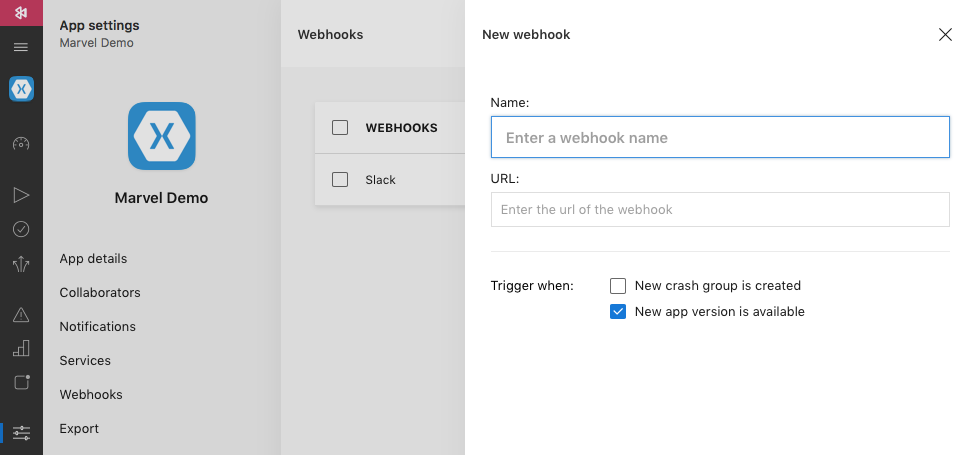 App settings
Marvel Demo
Marvel Demo
App details
Collaborators
Notifications
Services
Webhooks
Export
Webhooks
WEBHOOKS
Slack
New webhook
Name:
Enter a webhook name
URL:
Enter the url of the webhook
Trigger when:
New crash group is created
New app version is available